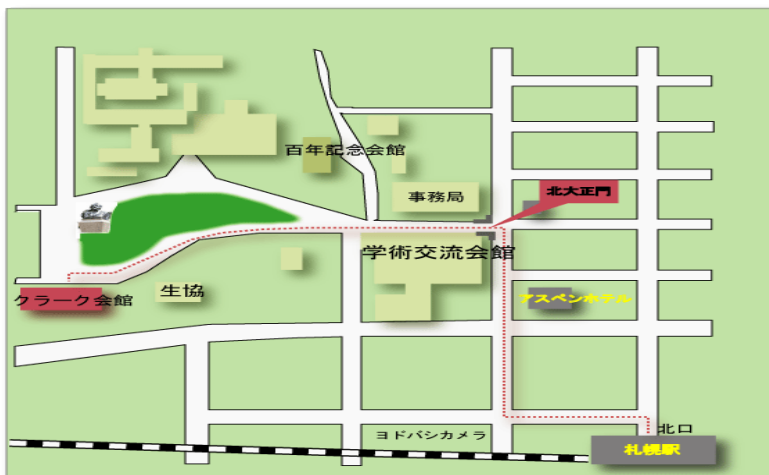 百年記念会館
北大正門
事務局
学術交流会館
クラーク会館
生協
アスペンホテル
ヨドバシカメラ
北口
札幌駅